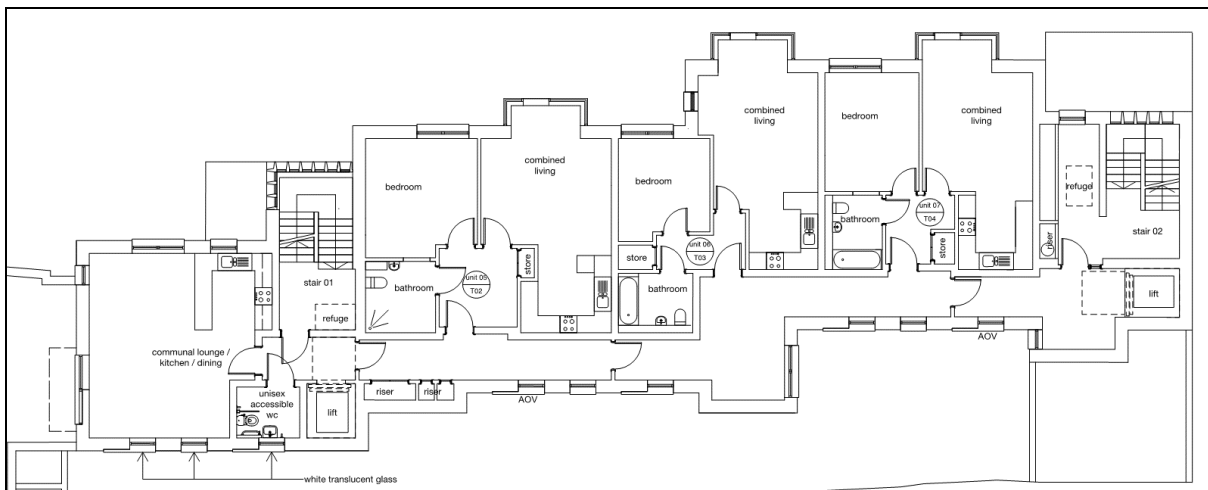 combined
living
bedroom
combined
living
combined
living
bedroom
bedroom
refuge
bathroom
unit 07
T04
store
riser
stair 02
unit 06
T03
store
store
unit 05
T02
bathroom
bathroom
stair 01
refuge
lift
AOV
communal lounge /
kitchen / dining
unisex
accessible
wc
lift
riser
riser
AOV
white translucent glass